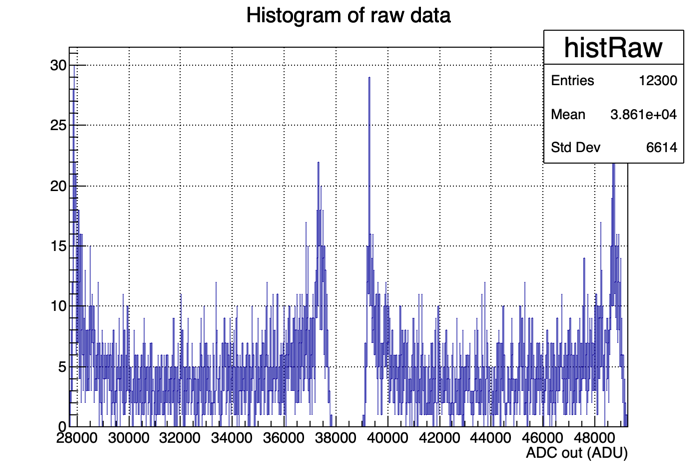 Histogram of raw data
histRaw
Entries 12300
Mean 3.861e+04
Std Dev 6614
30
25
20
15
10
5
0
28000 30000 32000 34000 36000 38000 40000 42000 44000 46000 48000
ADC out (ADU)